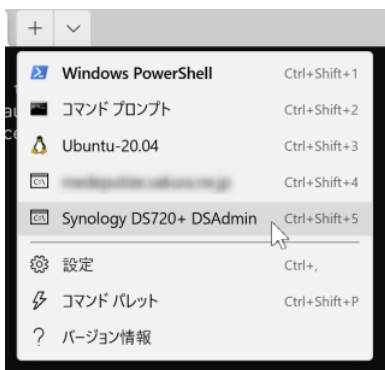 Windows PowerShell Ctrl+Shift+1
コマンド プロンプト Ctrl+Shift+2
Ubuntu-20.04 Ctrl+Shift+3
Ctrl+Shift+4
Synology DS720+ DSAdmin Ctrl+Shift+5
設定 Ctrl+,
コマンド パレット Ctrl+Shift+P
バージョン情報